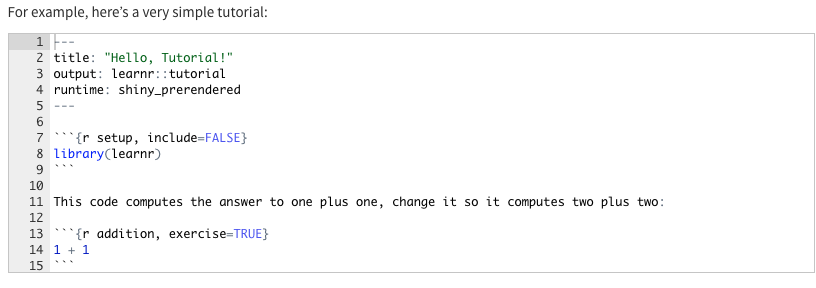 For example, here’s a very simple tutorial:
1 ---
2 title: "Hello, Tutorial!"
3 output: learnr::tutorial
4 runtime: shiny_prerendered
5 ---
6
7 ```{r setup, include=FALSE}
8 library(learnr)
9 ```
10
11 This code computes the answer to one plus one, change it so it computes two plus two:
12
13 ```{r addition, exercise=TRUE}
14 1 + 1
15 ```